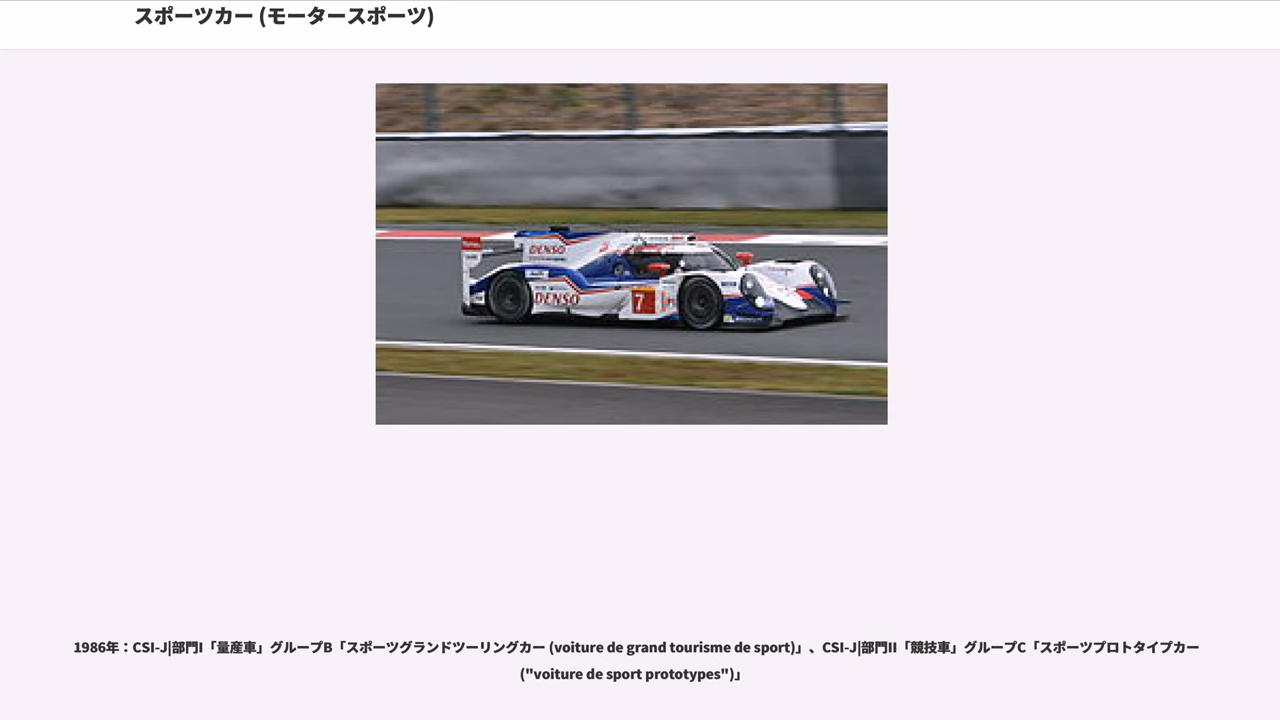 スポーツカー (モータースポーツ)
DENSO
DENSO
7
1986年：CSI-J|部門I「量産車」グループB「スポーツグランドツーリングカー (voiture de grand tourisme de sport)」、CSI-J|部門II「競技車」グループC「スポーツプロトタイプカー
("voiture de sport prototypes")」